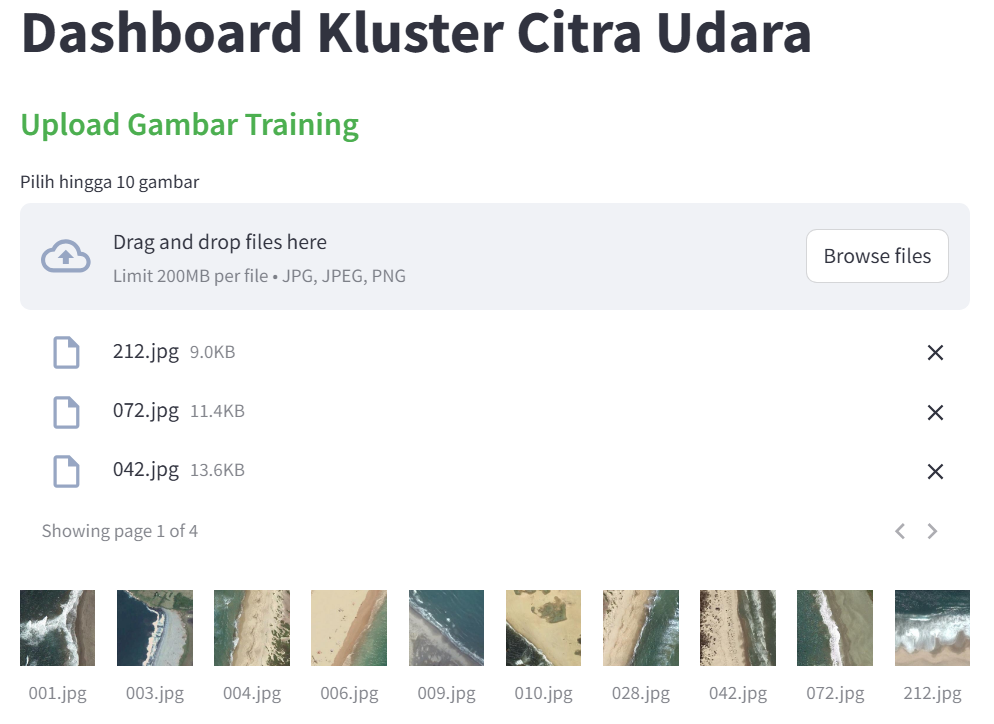 Dashboard Kluster Citra Udara
Upload Gambar Training
Pilih hingga 10 gambar
Drag and drop files here
Limit 200MB per file • JPG, JPEG, PNG
Browse files
212.jpg 9.0KB
072.jpg 11.4KB
042.jpg 13.6KB
Showing page 1 of 4
001.jpg 003.jpg 004.jpg 006.jpg 009.jpg 010.jpg 028.jpg 042.jpg 072.jpg 212.jpg